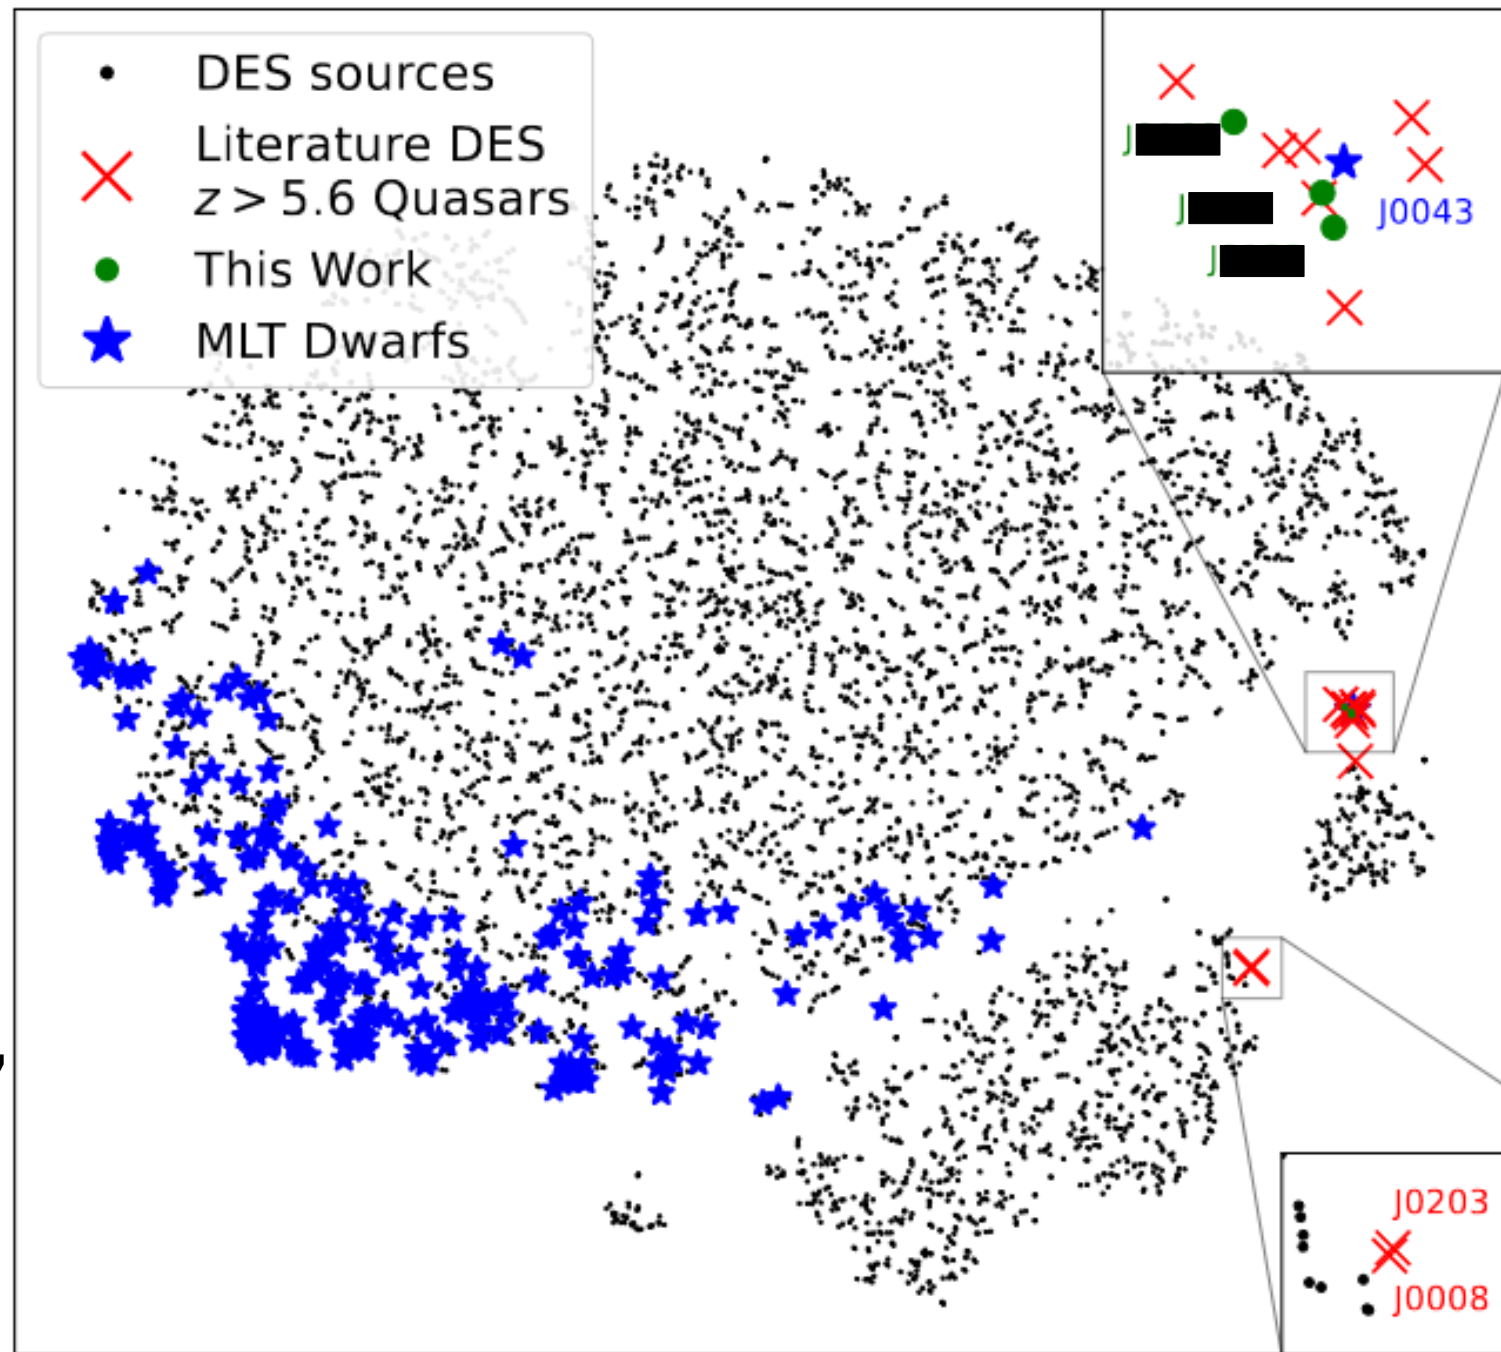 DES sources
Literature DES
z > 5.6 Quasars
This Work
MLT Dwarfs
J
J
J0043
J
J0203
J0008